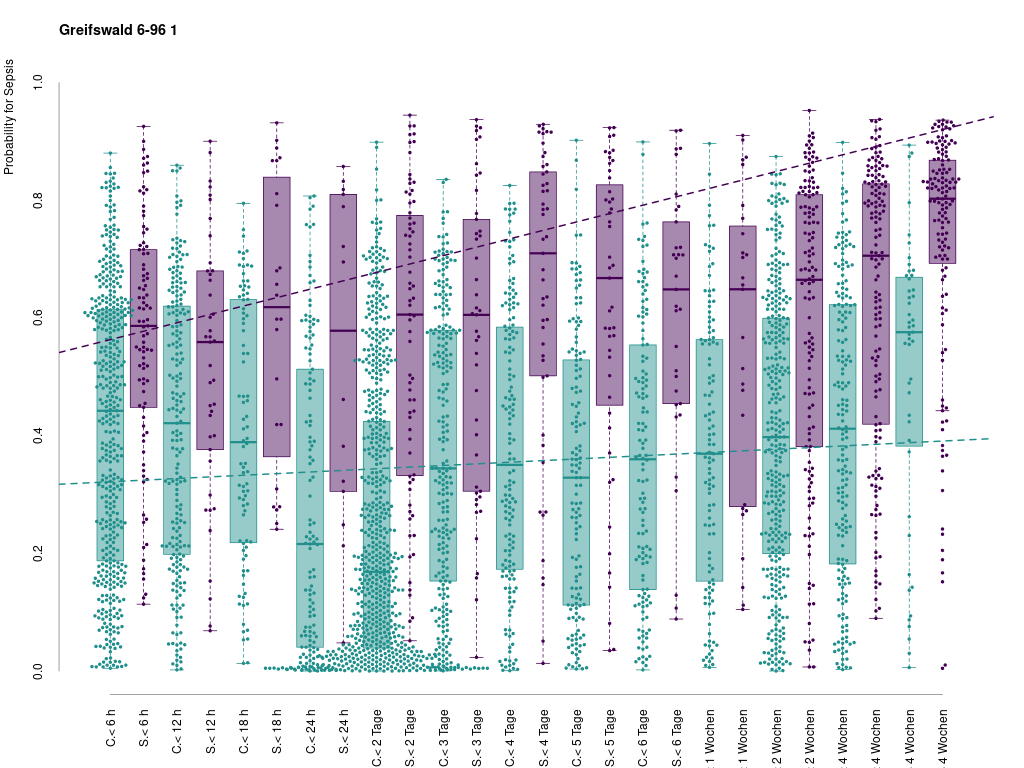 Greifswald 6-96 1
Probability for Sepsis
1.0
0.8
0.6
0.4
0.2
0.0
C.< 6 h
S.< 6 h
C.< 12 h
S.< 12 h
C.< 18 h
S.< 18 h
C.< 24 h
S.< 24 h
C.< 2 Tage
S.< 2 Tage
C.< 3 Tage
S.< 3 Tage
C.< 4 Tage
S.< 4 Tage
C.< 5 Tage
S.< 5 Tage
C.< 6 Tage
S.< 6 Tage
1 Wochen
1 Wochen
2 Wochen
2 Wochen
4 Wochen
4 Wochen
4 Wochen
4 Wochen